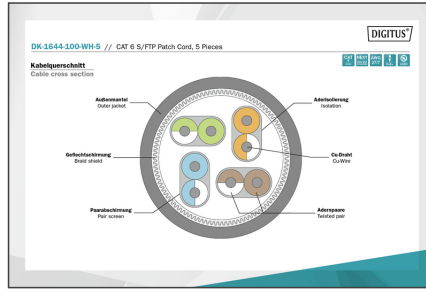 DIGITUS®
DK-1644-100-WH-5 // CAT 6 S/FTP Patch Cord, 5 Pieces
Kabelquerschnitt
Cable cross section
Außenmantel
Outer jacket
Aderisolierung
Isolation
Geflechtschirmung
Braid shield
Cu-Draht
Cu-Wire
Paarabschirmung
Pair screen
Adernpaare
Twisted pair